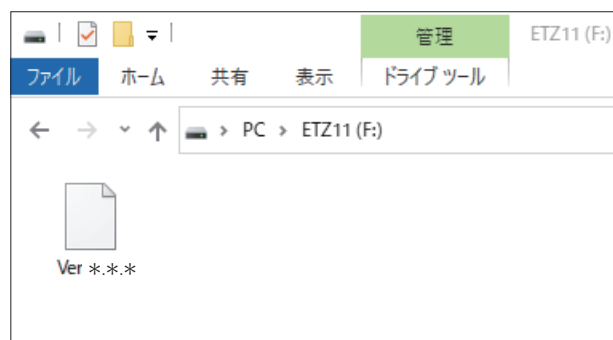 管理 ETZ11 (F:)
ファイル ホーム 共有 表示 ドライブ ツール
PC ETZ11 (F:)
Ver *.*.*